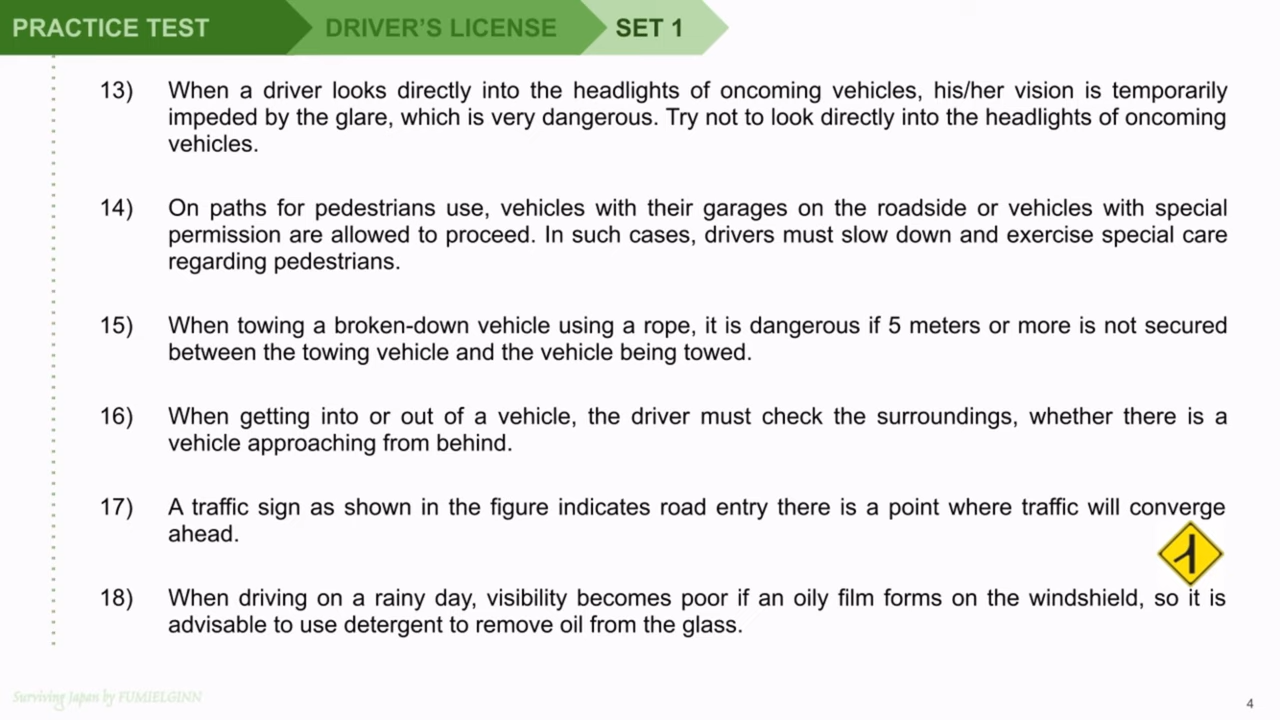 PRACTICE TEST
DRIVER'S LICENSE
SET 1
13) When a driver looks directly into the headlights of oncoming vehicles, his/her vision is temporarily
impeded by the glare, which is very dangerous. Try not to look directly into the headlights of oncoming
vehicles.
14) On paths for pedestrians use, vehicles with their garages on the roadside or vehicles with special
permission are allowed to proceed. In such cases, drivers must slow down and exercise special care
regarding pedestrians.
15) When towing a broken-down vehicle using a rope, it is dangerous if 5 meters or more is not secured
between the towing vehicle and the vehicle being towed.
16) When getting into or out of a vehicle, the driver must check the surroundings, whether there is a
vehicle approaching from behind.
17) A traffic sign as shown in the figure indicates road entry there is a point where traffic will converge
ahead.
18) When driving on a rainy day, visibility becomes poor if an oily film forms on the windshield, so it is
advisable to use detergent to remove oil from the glass.
Surviving Japan by FUMIELGINN
4